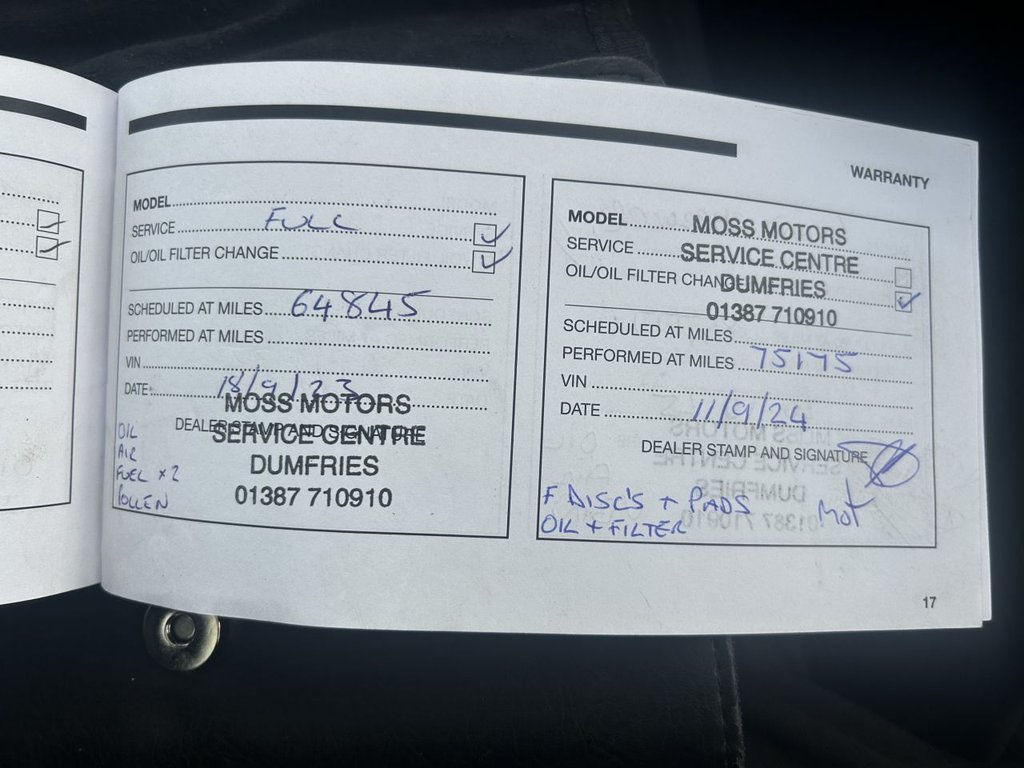 WARRANTY
MODEL
SERVICE FULL
OIL/OIL FILTER CHANGE
SCHEDULED AT MILES 64845
PERFORMED AT MILES
VIN
DATE: 18/9/23
DEALER STAMP AND SIGNATURE
MOSS MOTORS
SERVICE CENTRE
DUMFRIES
01387 710910
OIL
AIR
FUEL x2
POLLEN
MODEL
SERVICE
OIL/OIL FILTER CHANGE
MOSS MOTORS
SERVICE CENTRE
DUMFRIES
01387 710910
SCHEDULED AT MILES
PERFORMED AT MILES 75175
VIN
DATE 11/9/24
DEALER STAMP AND SIGNATURE
F DISC'S + PADS
OIL + FILTER
MOT
17